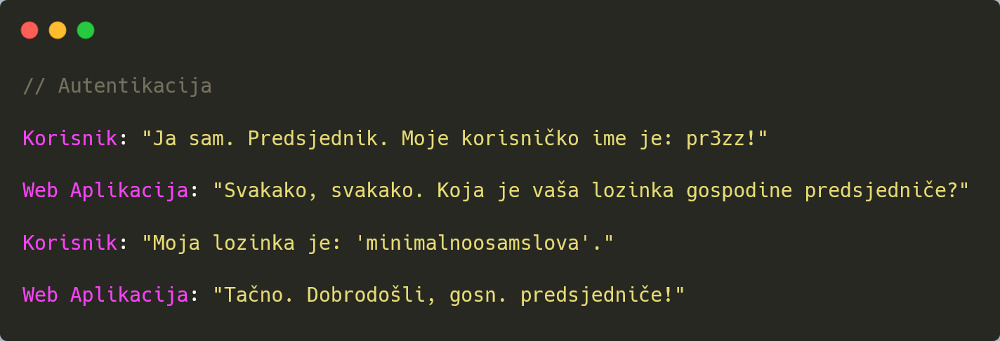 // Autentikacija
Korisnik: "Ja sam. Predsjednik. Moje korisničko ime je: pr3zz!"
Web Aplikacija: "Svakako, svakako. Koja je vaša lozinka gospodine predsjedniče?"
Korisnik: "Moja lozinka je: 'minimalnoosamslova'."
Web Aplikacija: "Tačno. Dobrodošli, gosn. predsjedniče!"